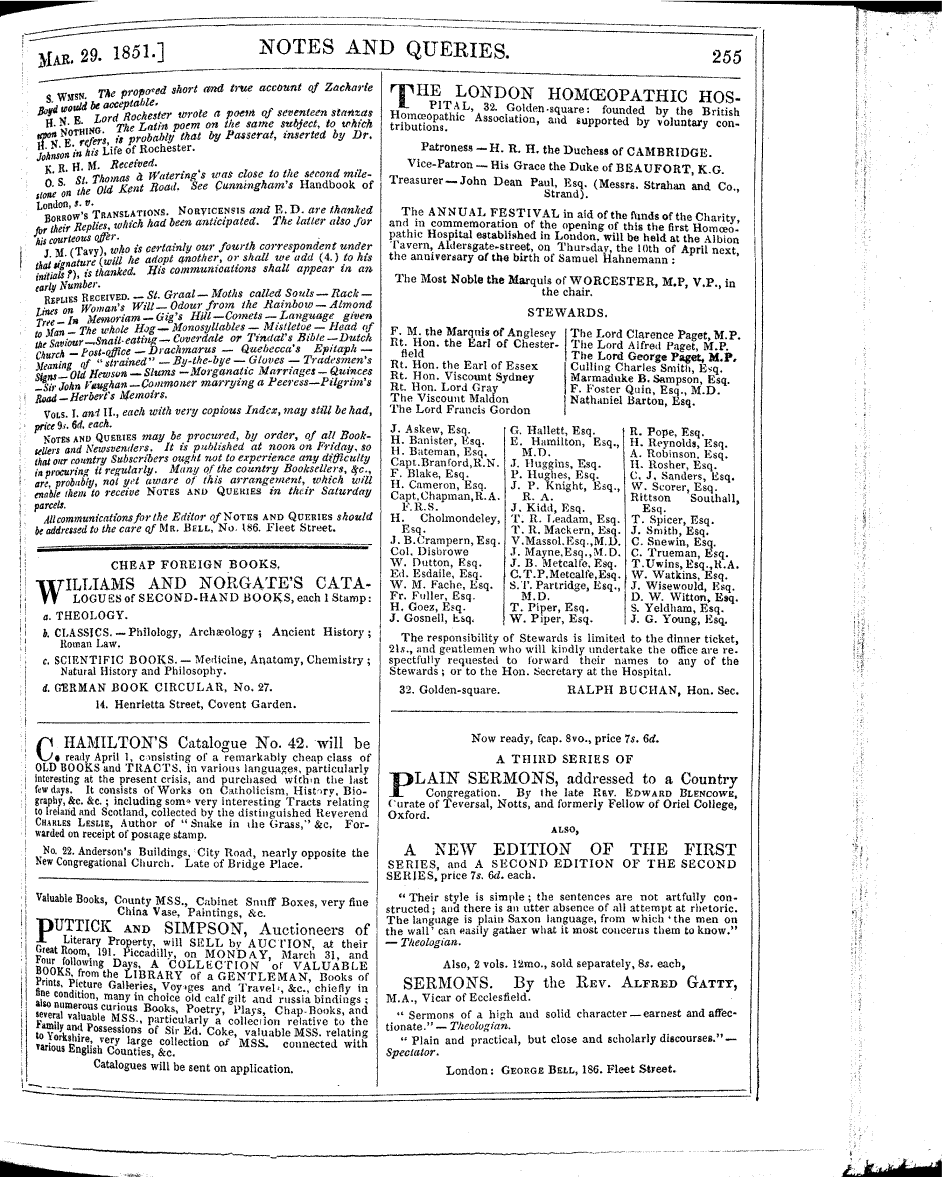 MAR. 29. 1851.]
NOTES AND QUERIES.
255
S. WMSN. The proposed short and true account of Zacharie
Boyd would be acceptable.
H. N. E. Lord Rochester wrote a poem of seventeen stanzas
upon NOTHING. The Latin poem on the same subject, to which
H. N. E. refers, is probably that by Passerat, inserted by Dr.
Johnson in his Life of Rochester.
K. R. H. M. Received.
O. S. St. Thomas à Watering's was close to the second mile-
stone on the Old Kent Road. See Cunningham's Handbook of
London, s. v.
BORROW'S TRANSLATIONS. NORVICENSIS and E. D. are thanked
for their Replies, which had been anticipated. The latter also for
his courteous offer.
J. M. (Tavy), who is certainly our fourth correspondent under
that signature (will he adopt another, or shall we add (4.) to his
initials?), is thanked. His communications shall appear in an
early Number.
REPLIES RECEIVED. — St. Graal — Moths called Souls — Rack —
Lines on Woman's Will — Odour from the Rainbow — Almond
Tree — In Memoriam — Gig's Hill — Comets — Language given
to Man — The whole Hog — Monosyllables — Mistletoe — Head of
the Saviour — Snail-eating — Coverdale or Tindal's Bible — Dutch
Church — Post-office — Drachmarus — Quebecca's Epitaph —
Meaning of "strained" — By-the-bye — Gloves — Tradesmen's
Signs — Old Hewson — Slums — Morganatic Marriages — Quinces
— Sir John Vaughan — Commoner marrying a Peeress — Pilgrim's
Road — Herbert's Memoirs.
VOLS. I. and II., each with very copious Index, may still be had,
price 9s. 6d. each.
NOTES AND QUERIES may be procured, by order, of all Book-
sellers and Newsvenders. It is published at noon on Friday, so
that our country Subscribers ought not to experience any difficulty
in procuring it regularly. Many of the country Booksellers, &c.,
are, probably, not yet aware of this arrangement, which will
enable them to receive NOTES AND QUERIES in their Saturday
parcels.
All communications for the Editor of NOTES AND QUERIES should
be addressed to the care of MR. BELL, No. 186. Fleet Street.
CHEAP FOREIGN BOOKS.
WILLIAMS AND NORGATE'S CATA-
LOGUES of SECOND-HAND BOOKS, each 1 Stamp:
a. THEOLOGY.
b. CLASSICS. — Philology, Archæology; Ancient History;
Roman Law.
c. SCIENTIFIC BOOKS. — Medicine, Anatomy, Chemistry;
Natural History and Philosophy.
d. GERMAN BOOK CIRCULAR, No. 27.
14. Henrietta Street, Covent Garden.
C. HAMILTON'S Catalogue No. 42. will be
ready April 1, consisting of a remarkably cheap class of
OLD BOOKS and TRACTS, in various languages, particularly
interesting at the present crisis, and purchased within the last
few days. It consists of Works on Catholicism, History, Bio-
graphy, &c. &c.; including some very interesting Tracts relating
to Ireland and Scotland, collected by the distinguished Reverend
CHARLES LESLIE, Author of "Snake in the Grass," &c. For-
warded on receipt of postage stamp.
No. 22. Anderson's Buildings, City Road, nearly opposite the
New Congregational Church. Late of Bridge Place.
Valuable Books, County MSS., Cabinet Snuff Boxes, very fine
China Vase, Paintings, &c.
PUTTICK AND SIMPSON, Auctioneers of
Literary Property, will SELL by AUCTION, at their
Great Room, 191. Piccadilly, on MONDAY, March 31, and
Four following Days, A COLLECTION of VALUABLE
BOOKS, from the LIBRARY of a GENTLEMAN, Books of
Prints, Picture Galleries, Voyages and Travels, &c., chiefly in
fine condition, many in choice old calf gilt and russia bindings;
also numerous curious Books, Poetry, Plays, Chap-Books, and
several valuable MSS., particularly a collection relative to the
Family and Possessions of Sir Ed. Coke, valuable MSS. relating
to Yorkshire, very large collection of MSS. connected with
various English Counties, &c.
Catalogues will be sent on application.
THE LONDON HOMŒOPATHIC HOS-
PITAL, 32. Golden-square: founded by the British
Homœopathic Association, and supported by voluntary con-
tributions.
Patroness — H. R. H. the Duchess of CAMBRIDGE.
Vice-Patron — His Grace the Duke of BEAUFORT, K.G.
Treasurer — John Dean Paul, Esq. (Messrs. Strahan and Co.,
Strand).
The ANNUAL FESTIVAL in aid of the funds of the Charity,
and in commemoration of the opening of this the first Homœo-
pathic Hospital established in London, will be held at the Albion
Tavern, Aldersgate-street, on Thursday, the 10th of April next,
the anniversary of the birth of Samuel Hahnemann:
The Most Noble the Marquis of WORCESTER, M.P, V.P., in
the chair.
STEWARDS.
F. M. the Marquis of Anglesey
Rt. Hon. the Earl of Chester-
field
Rt. Hon. the Earl of Essex
Rt. Hon. Viscount Sydney
Rt. Hon. Lord Gray
The Viscount Maldon
The Lord Francis Gordon
The Lord Clarence Paget, M.P.
The Lord Alfred Paget, M.P.
The Lord George Paget, M.P.
Culling Charles Smith, Esq.
Marmaduke B. Sampson, Esq.
F. Foster Quin, Esq., M.D.
Nathaniel Barton, Esq.
J. Askew, Esq.
H. Banister, Esq.
H. Bateman, Esq.
Capt. Branford, R.N.
F. Blake, Esq.
H. Cameron, Esq.
Capt. Chapman, R.A.
F.R.S.
H. Cholmondeley,
Esq.
J. B. Crampern, Esq.
Col. Disbrowe
W. Dutton, Esq.
Ed. Esdaile, Esq.
W. M. Fache, Esq.
Fr. Fuller, Esq.
H. Goez, Esq.
J. Gosnell, Esq.
G. Hallett, Esq.
E. Hamilton, Esq.,
M.D.
J. Huggins, Esq.
P. Hughes, Esq.
J. P. Knight, Esq.,
R. A.
J. Kidd, Esq.
T. R. Leadam, Esq.
T. R. Mackern, Esq.
V. Massol. Esq., M.D.
J. Mayne, Esq., M.D.
J. B. Metcalfe, Esq.
C. T. P. Metcalfe, Esq.
S. T. Partridge, Esq.,
M.D.
T. Piper, Esq.
W. Piper, Esq.
R. Pope, Esq.
H. Reynolds, Esq.
A. Robinson, Esq.
H. Rosher, Esq.
C. J. Sanders, Esq.
W. Scorer, Esq.
Rittson Southall,
Esq.
T. Spicer, Esq.
J. Smith, Esq.
C. Snewin, Esq.
C. Trueman, Esq.
T. Uwins, Esq., R.A.
W. Watkins, Esq.
J. Wisewould, Esq.
D. W. Witton, Esq.
S. Yeldham, Esq.
J. G. Young, Esq.
The responsibility of Stewards is limited to the dinner ticket,
21s., and gentlemen who will kindly undertake the office are re-
spectfully requested to forward their names to any of the
Stewards; or to the Hon. Secretary at the Hospital.
32. Golden-square. RALPH BUCHAN, Hon. Sec.
Now ready, fcap. 8vo., price 7s. 6d.
A THIRD SERIES OF
PLAIN SERMONS, addressed to a Country
Congregation. By the late REV. EDWARD BLENCOWE,
Curate of Teversal, Notts, and formerly Fellow of Oriel College,
Oxford.
ALSO,
A NEW EDITION OF THE FIRST
SERIES, and A SECOND EDITION OF THE SECOND
SERIES, price 7s. 6d. each.
"Their style is simple; the sentences are not artfully con-
structed; and there is an utter absence of all attempt at rhetoric.
The language is plain Saxon language, from which 'the men on
the wall' can easily gather what it most concerns them to know."
— Theologian.
Also, 2 vols. 12mo., sold separately, 8s. each,
SERMONS. By the REV. ALFRED GATTY,
M.A., Vicar of Ecclesfield.
"Sermons of a high and solid character — earnest and affec-
tionate." — Theologian.
"Plain and practical, but close and scholarly discourses." —
Spectator.
London: GEORGE BELL, 186. Fleet Street.